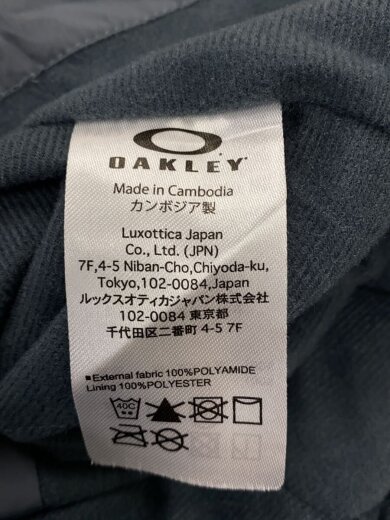 OAKLEY
Made in Cambodia
カンボジア製
Luxottica Japan
Co., Ltd. (JPN)
7F,4-5 Niban-Cho,Chiyoda-ku,
Tokyo,102-0084,Japan
ルックスオティカジャパン株式会社
102-0084 東京都
千代田区二番町 4-5 7F
■External fabric 100%POLYAMIDE
Lining 100%POLYESTER
40C